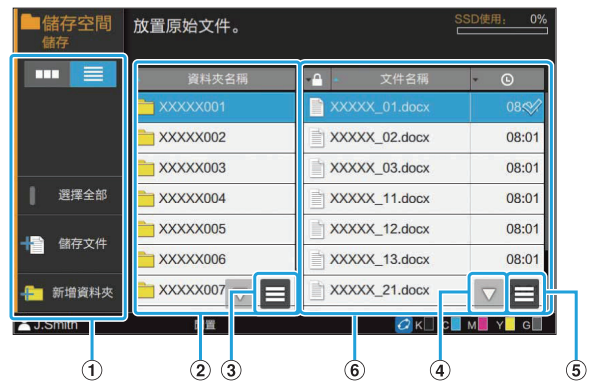 儲存空間
儲存
放置原始文件。
SSD使用： 0%
資料夾名稱
文件名稱
XXXXX001
XXXXX002
XXXXX003
XXXXX004
XXXXX005
XXXXX006
XXXXX007
XXXXX_01.docx
XXXXX_02.docx 08:01
XXXXX_03.docx 08:01
XXXXX_11.docx 08:01
XXXXX_12.docx 08:01
XXXXX_13.docx 08:01
XXXXX_21.docx
選擇全部
儲存文件
新增資料夾
J.Smith
K C M Y G
① ② ③ ⑥ ④ ⑤